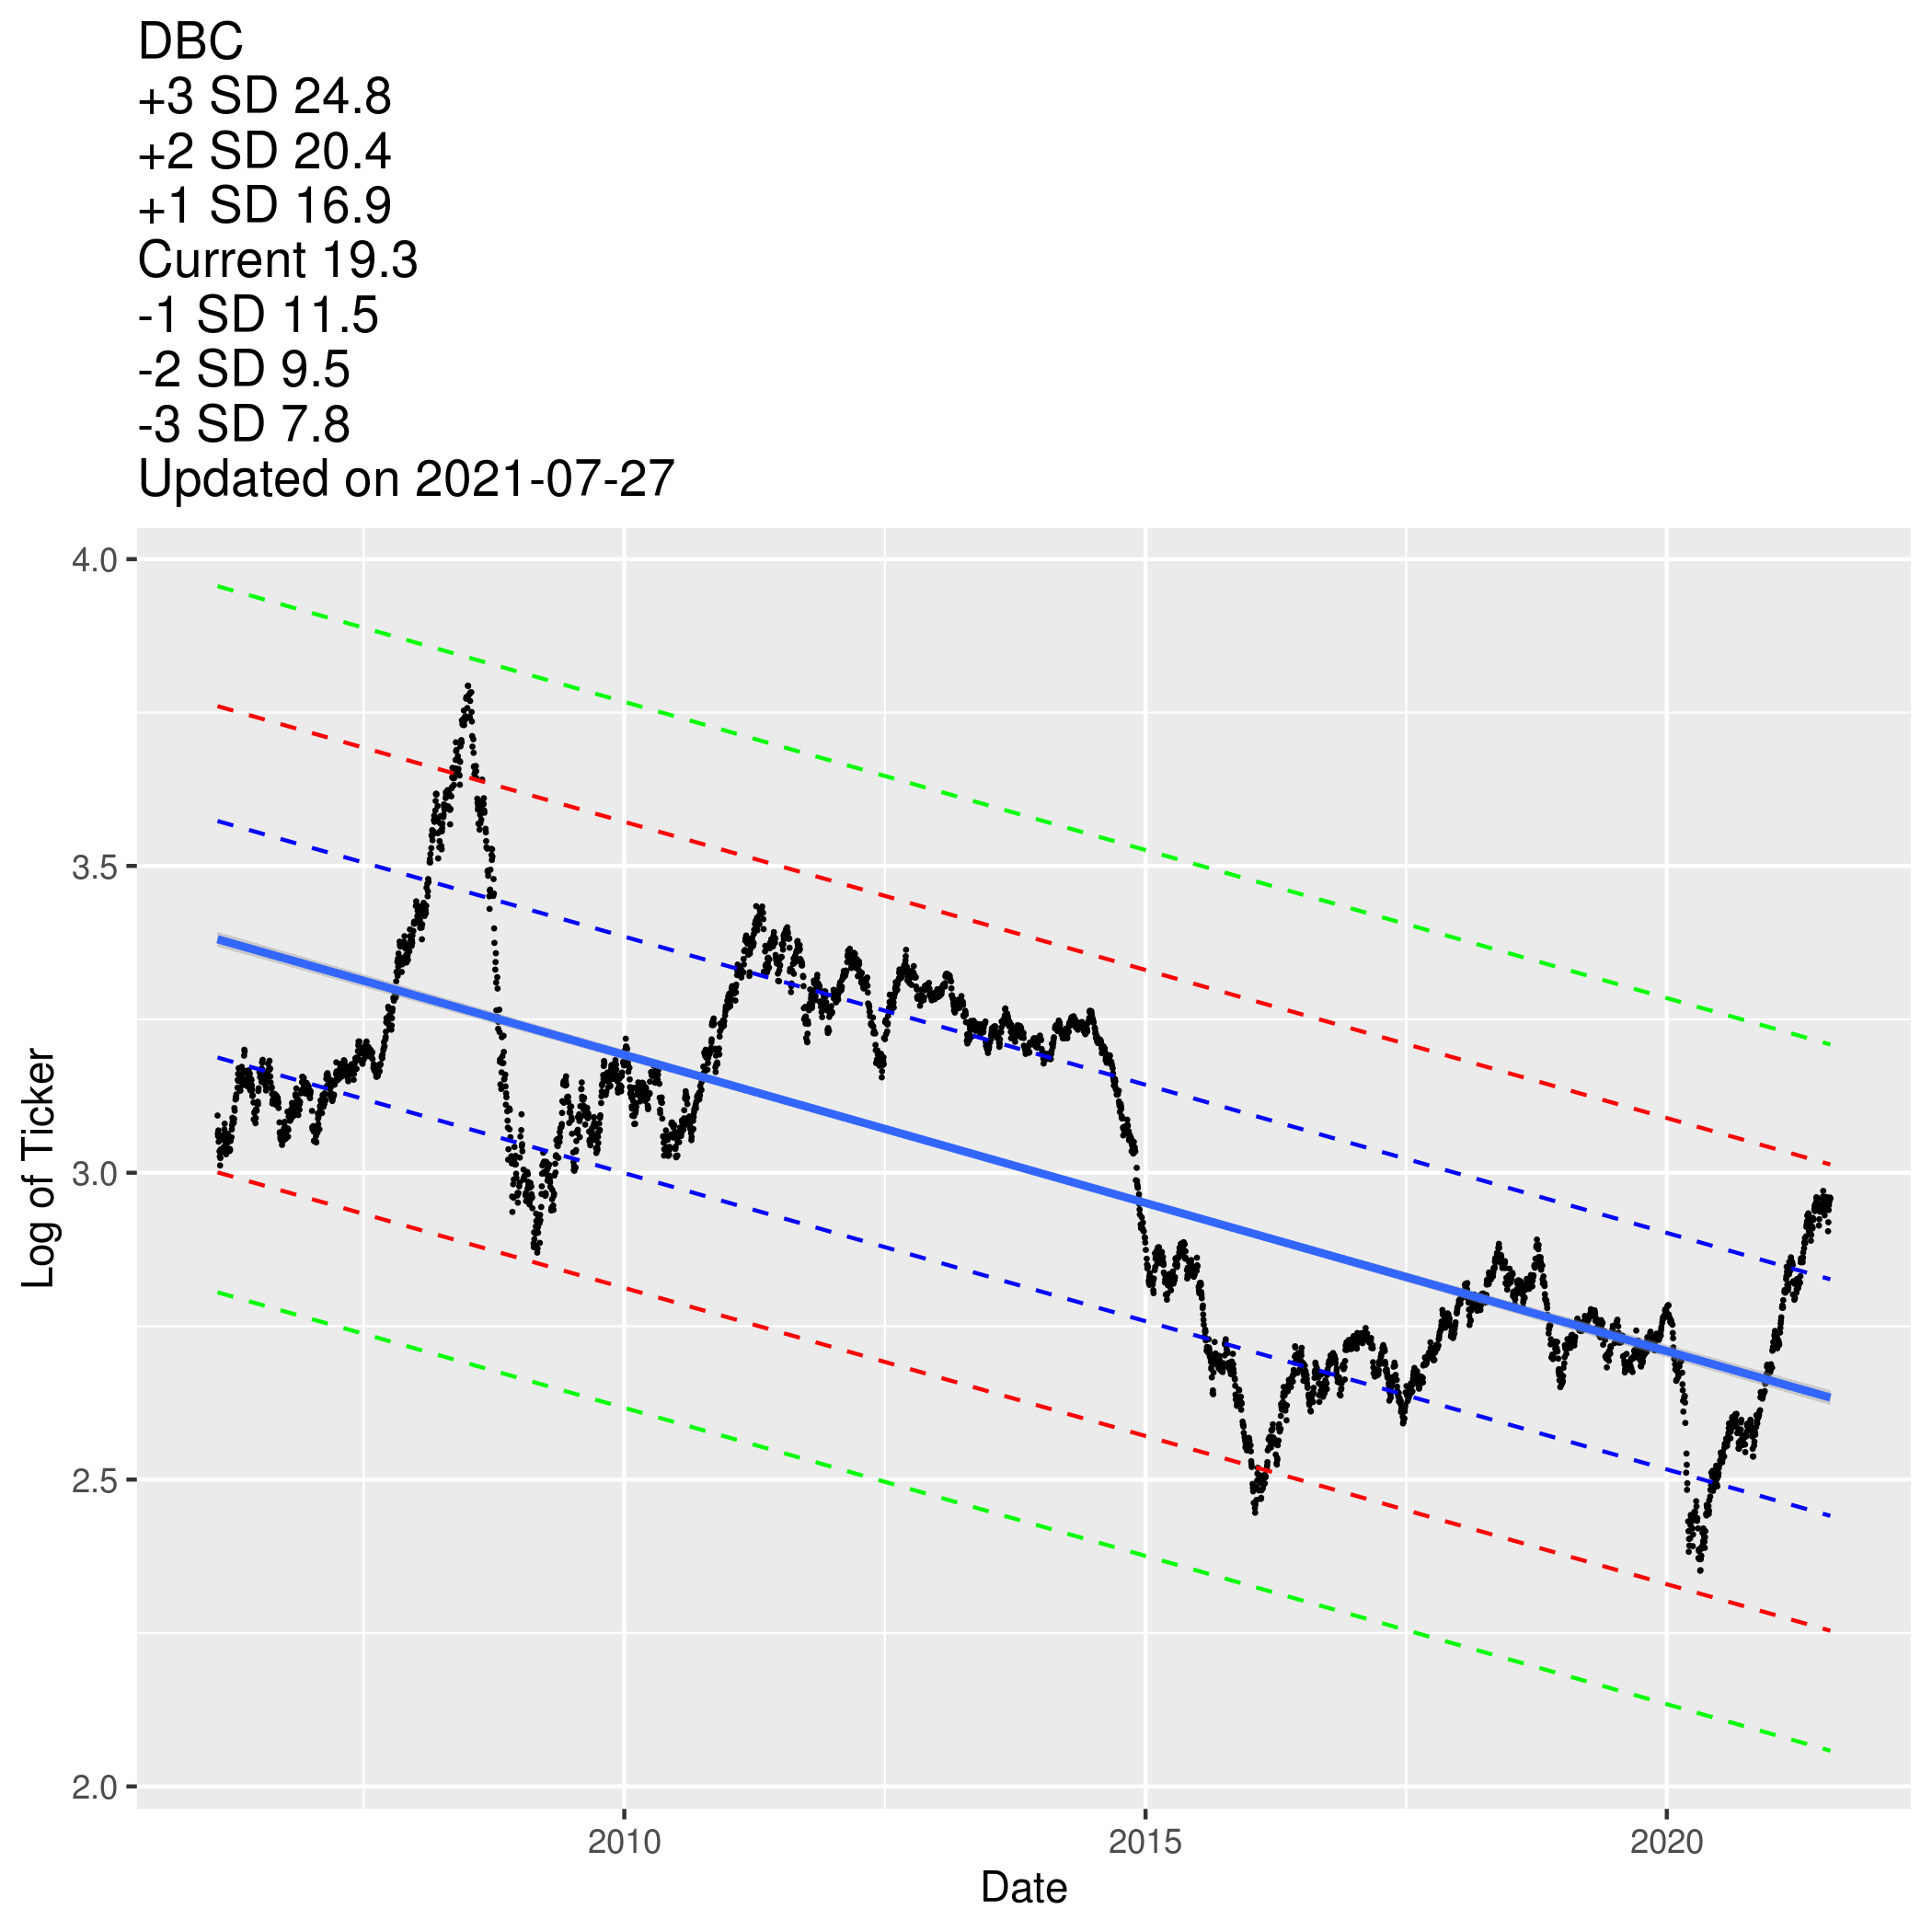 DBC
+3 SD 24.8
+2 SD 20.4
+1 SD 16.9
Current 19.3
-1 SD 11.5
-2 SD 9.5
-3 SD 7.8
Updated on 2021-07-27
4.0
3.5
3.0
2.5
2.0
Log of Ticker
2010
2015
2020
Date